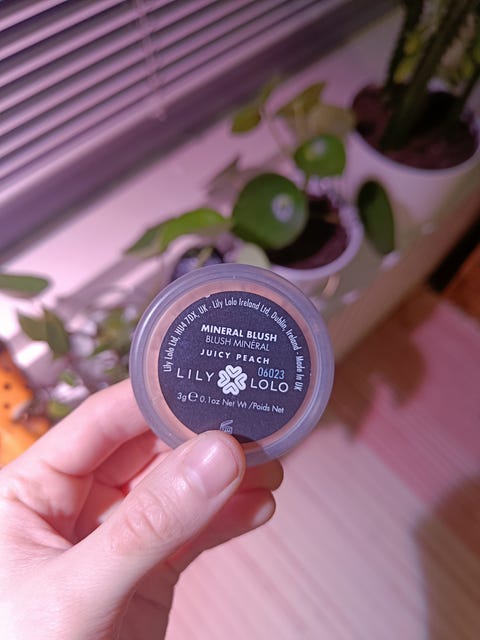 Lily Lolo Ltd, HU4 7DX, UK - Lily Lolo Ireland Ltd, Dublin, Ireland - Made in UK
MINERAL BLUSH
BLUSH MINERAL
JUICY PEACH
06023
LILY LOLO
3g ℮ 0.1oz Net Wt /Poids Net